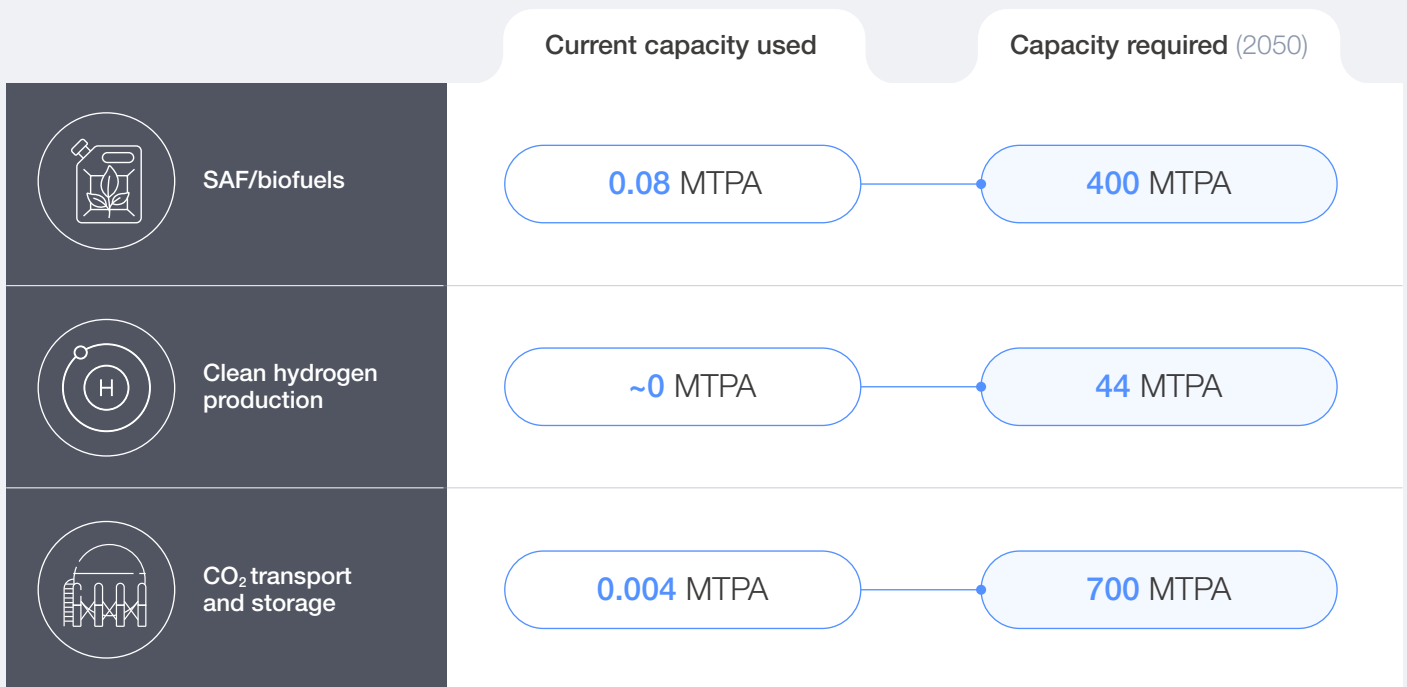 Current capacity used
Capacity required (2050)
SAF/biofuels
0.08 MTPA
400 MTPA
Clean hydrogen
production
H
~0 MTPA
44 MTPA
CO₂ transport
and storage
0.004 MTPA
700 MTPA